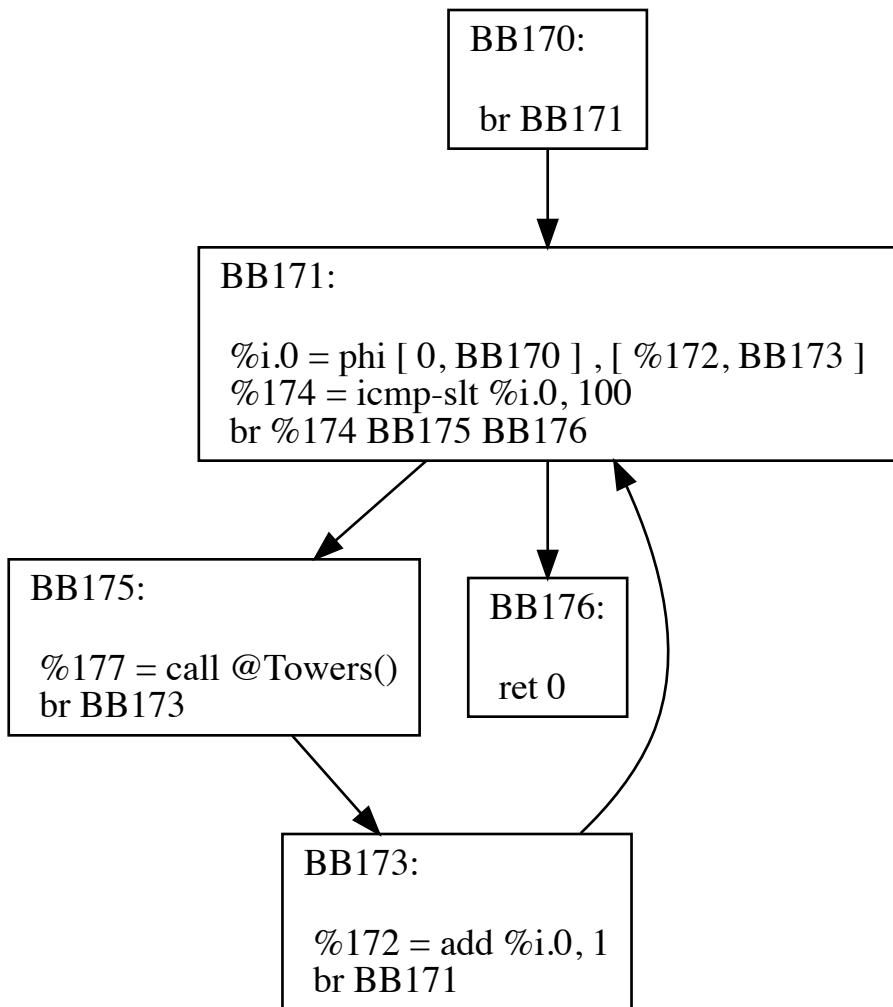 BB170:
br BB171
BB171:
%i.0 = phi [ 0, BB170 ] , [ %172, BB173 ]
%174 = icmp-slt %i.0, 100
br %174 BB175 BB176
BB175:
%177 = call @Towers()
br BB173
BB176:
ret 0
BB173:
%172 = add %i.0, 1
br BB171